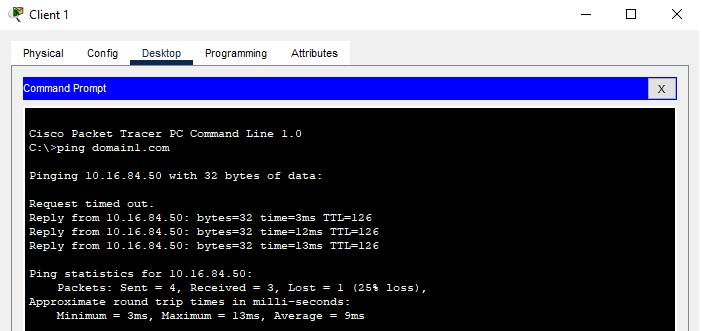 Client 1
Physical Config Desktop Programming Attributes
Command Prompt X
Cisco Packet Tracer PC Command Line 1.0
C:\>ping domain1.com
Pinging 10.16.84.50 with 32 bytes of data:
Request timed out.
Reply from 10.16.84.50: bytes=32 time=3ms TTL=126
Reply from 10.16.84.50: bytes=32 time=12ms TTL=126
Reply from 10.16.84.50: bytes=32 time=13ms TTL=126
Ping statistics for 10.16.84.50:
Packets: Sent = 4, Received = 3, Lost = 1 (25% loss),
Approximate round trip times in milli-seconds:
Minimum = 3ms, Maximum = 13ms, Average = 9ms